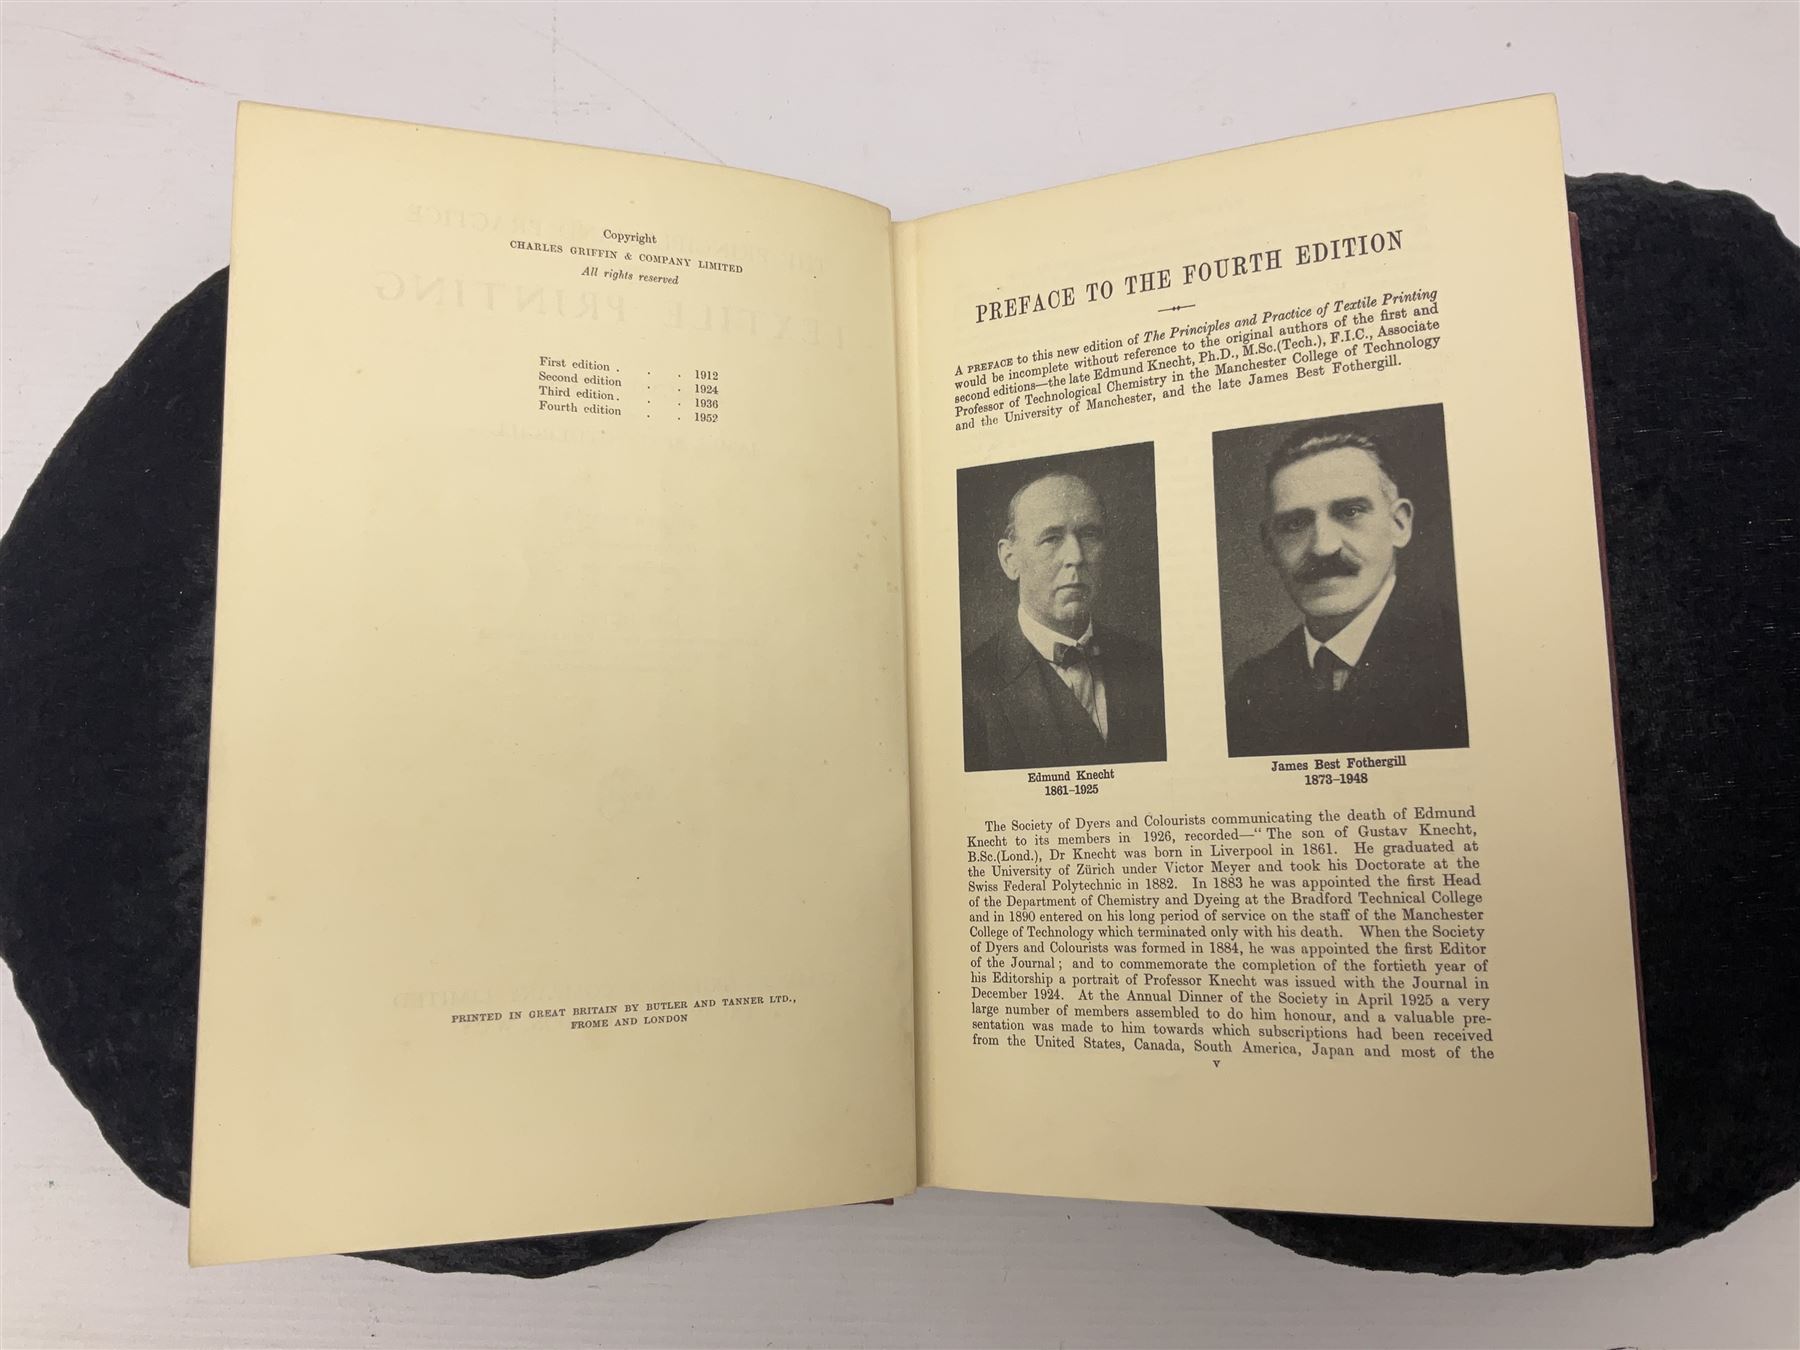 Copyright
CHARLES GRIFFIN & COMPANY LIMITED
All rights reserved
First edition . . . 1912
Second edition . . 1924
Third edition . . . 1936
Fourth edition . . 1952
PRINTED IN GREAT BRITAIN BY BUTLER AND TANNER LTD.,
FROME AND LONDON
PREFACE TO THE FOURTH EDITION
A PREFACE to this new edition of The Principles and Practice of Textile Printing
would be incomplete without reference to the original authors of the first and
second editions—the late Edmund Knecht, Ph.D., M.Sc.(Tech.), F.I.C., Associate
Professor of Technological Chemistry in the Manchester College of Technology
and the University of Manchester, and the late James Best Fothergill.
Edmund Knecht
1861–1925
James Best Fothergill
1873–1948
The Society of Dyers and Colourists communicating the death of Edmund
Knecht to its members in 1926, recorded—“ The son of Gustav Knecht,
B.Sc.(Lond.), Dr Knecht was born in Liverpool in 1861. He graduated at
the University of Zürich under Victor Meyer and took his Doctorate at the
Swiss Federal Polytechnic in 1882. In 1883 he was appointed the first Head
of the Department of Chemistry and Dyeing at the Bradford Technical College
and in 1890 entered on his long period of service on the staff of the Manchester
College of Technology which terminated only with his death. When the Society
of Dyers and Colourists was formed in 1884, he was appointed the first Editor
of the Journal ; and to commemorate the completion of the fortieth year of
his Editorship a portrait of Professor Knecht was issued with the Journal in
December 1924. At the Annual Dinner of the Society in April 1925 a very
large number of members assembled to do him honour, and a valuable pre-
sentation was made to him towards which subscriptions had been received
from the United States, Canada, South America, Japan and most of the
v